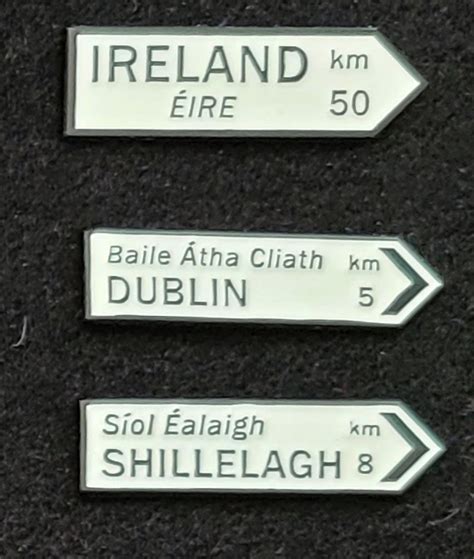 IRELAND km
ÉIRE 50
Baile Átha Cliath km
DUBLIN 5
Síol Éalaigh km
SHILLELAGH 8